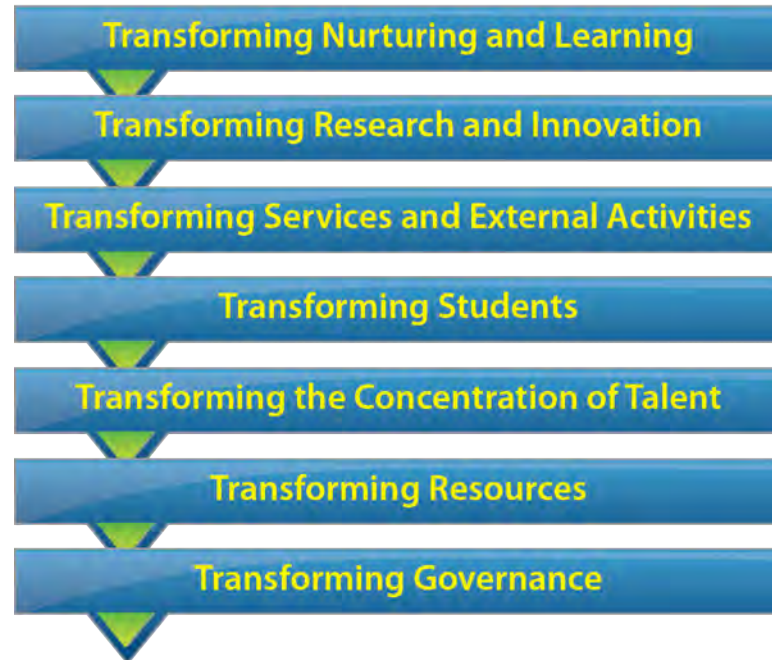 Transforming Nurturing and Learning
Transforming Research and Innovation
Transforming Services and External Activities
Transforming Students
Transforming the Concentration of Talent
Transforming Resources
Transforming Governance